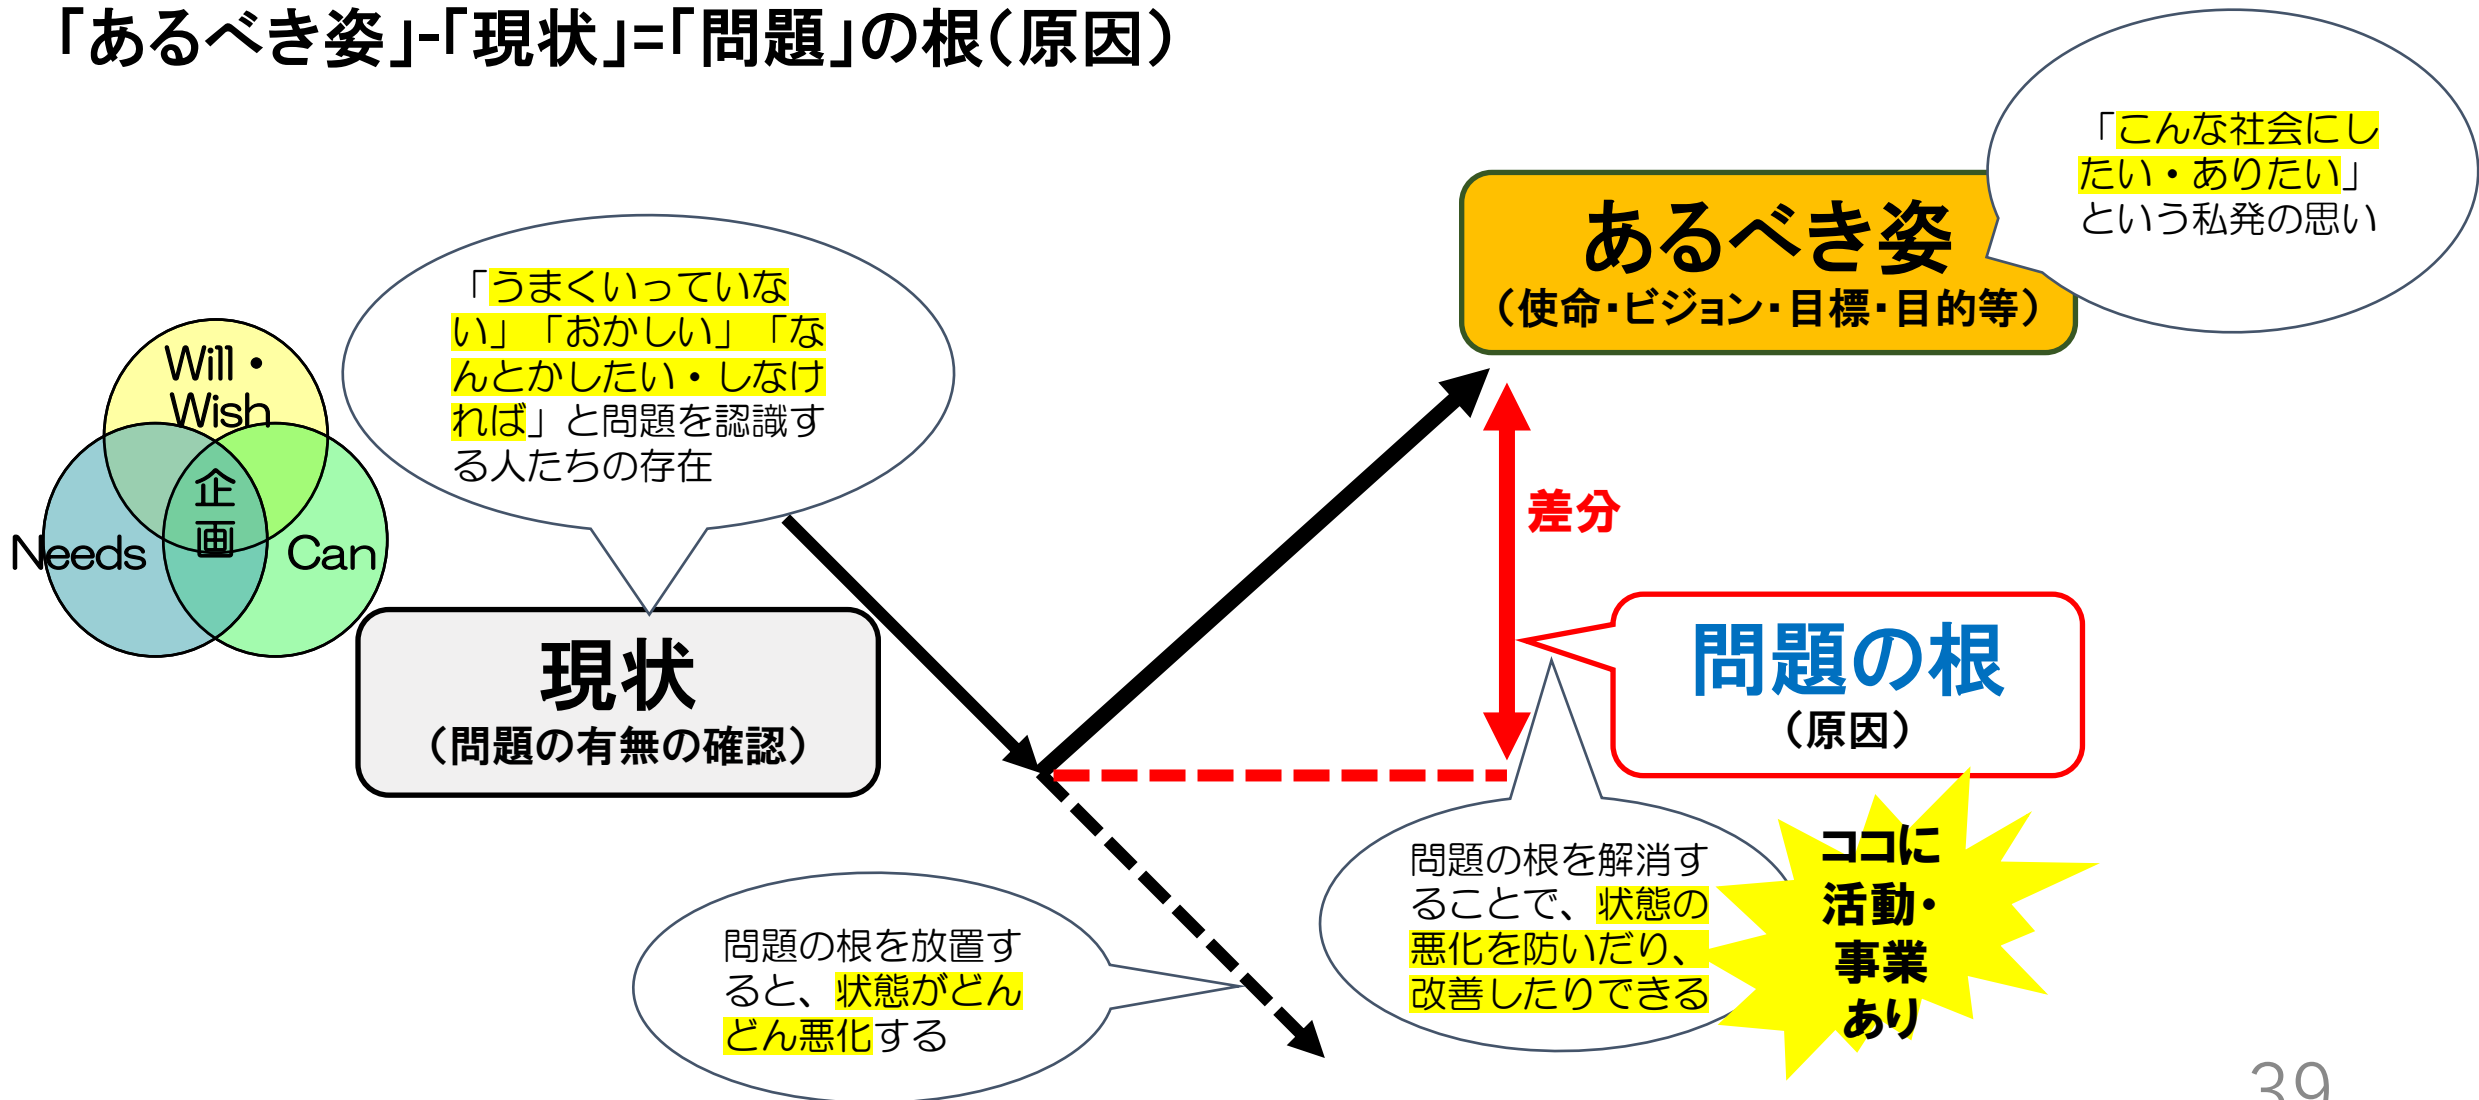 「あるべき姿」-「現状」=「問題」の根（原因）
「こんな社会にし
たい・ありたい」
という私発の思い
あるべき姿
（使命・ビジョン・目標・目的等）
「うまくいっていな
い」「おかしい」「な
んとかしたい・しなけ
れば」と問題を認識す
る人たちの存在
Will・
Wish
企
画
Needs
Can
差分
現状
（問題の有無の確認）
問題の根
（原因）
問題の根を解消す
ることで、状態の
悪化を防いだり、
改善したりできる
ココに
活動・
事業
あり
問題の根を放置す
ると、状態がどん
どん悪化する
39